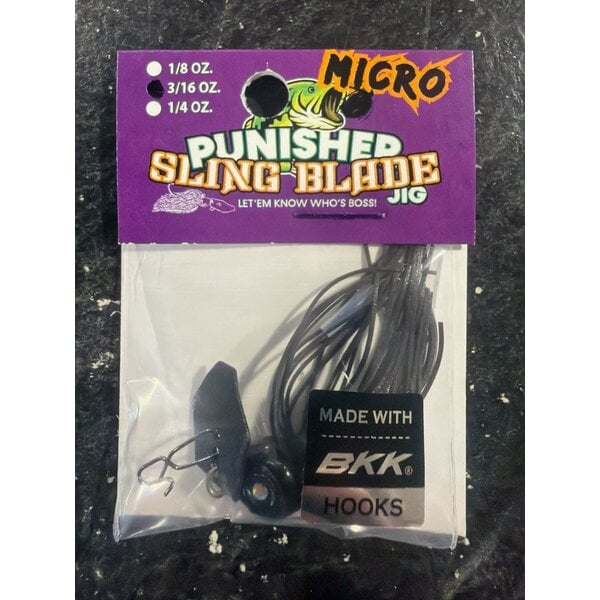 1/8 OZ.
3/16 OZ.
1/4 OZ.
MICRO
PUNISHED
SLING BLADE
JIG
LET'EM KNOW WHO'S BOSS!
MADE WITH
BKK®
HOOKS